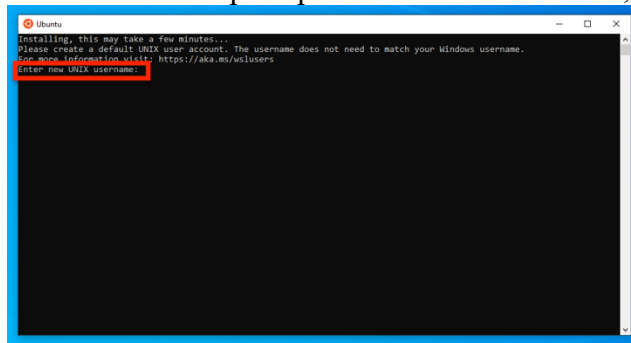 Ubuntu
Installing, this may take a few minutes...
Please create a default UNIX user account. The username does not need to match your Windows username.
For more information visit: https://aka.ms/wslusers
Enter new UNIX username: